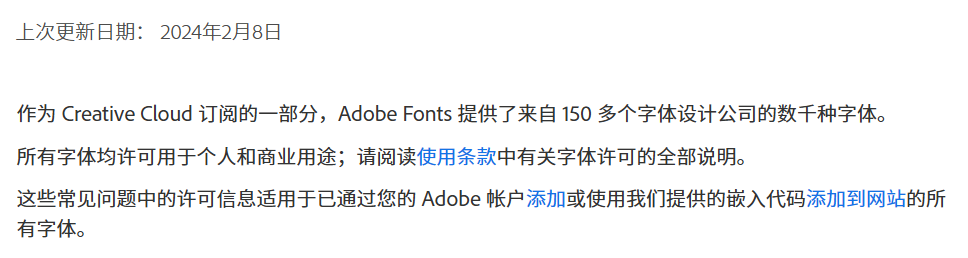 上次更新日期： 2024年2月8日
作为 Creative Cloud 订阅的一部分，Adobe Fonts 提供了来自 150 多个字体设计公司的数千种字体。
所有字体均许可用于个人和商业用途；请阅读使用条款中有关字体许可的全部说明。
这些常见问题中的许可信息适用于已通过您的 Adobe 帐户添加或使用我们提供的嵌入代码添加到网站的所
有字体。